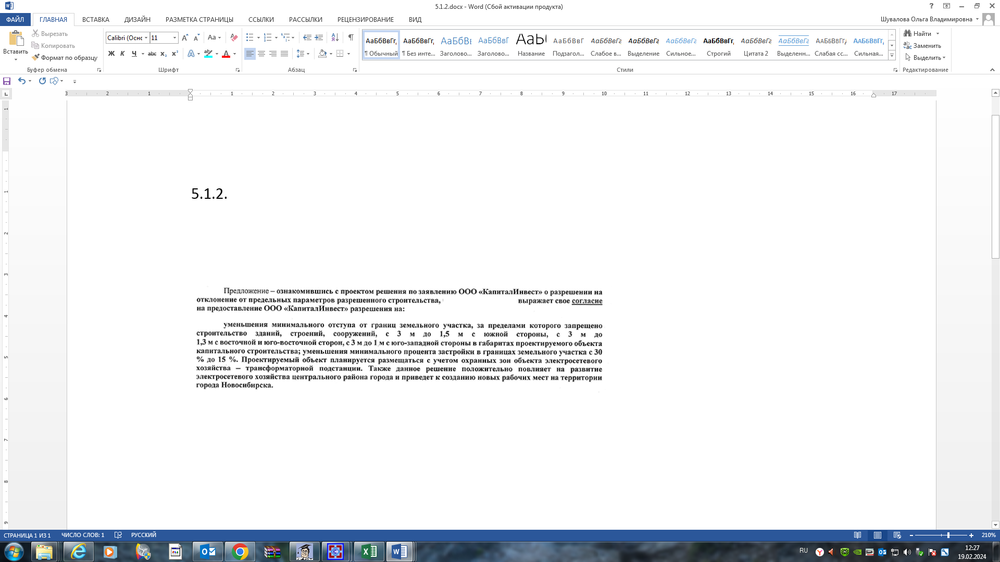 5.1.2.docx - Word (Сбой активации продукта)
ФАЙЛ ГЛАВНАЯ ВСТАВКА ДИЗАЙН РАЗМЕТКА СТРАНИЦЫ ССЫЛКИ РАССЫЛКИ РЕЦЕНЗИРОВАНИЕ ВИД Шувалова Ольга Владимировна
Вставить
Вырезать
Копировать
Формат по образцу
Буфер обмена
Calibri (Оснс 11
Шрифт
Абзац
АаБбВвГг, АаБбВвГг, АаБбВ АаБбВвГ АаЬ АаБбВвГ АаБбВвГг АаБбВвГг АаБбВвГг АаБбВвГг, АаБбВвГг АаБбВвГг ААББВВГГ, ААББВВГГ,
¶ Обычный ¶ Без инте... Заголово... Заголово... Название Подзагол... Слабое в... Выделение Сильное... Строгий Цитата 2 Выделенн... Слабая сс... Сильная...
Стили
Найти
Заменить
Выделить
Редактирование
3 2 1 1 2 3 4 5 6 7 8 9 10 11 12 13 14 15 16 17
5.1.2.
Предложение – ознакомившись с проектом решения по заявлению ООО «КапиталИнвест» о разрешении на
отклонение от предельных параметров разрешенного строительства, выражает свое согласие
на предоставление ООО «КапиталИнвест» разрешения на:
уменьшения минимального отступа от границ земельного участка, за пределами которого запрещено
строительство зданий, строений, сооружений, с 3 м до 1,5 м с южной стороны, с 3 м до
1,3 м с восточной и юго-восточной сторон, с 3 м до 1 м с юго-западной стороны в габаритах проектируемого объекта
капитального строительства; уменьшения минимального процента застройки в границах земельного участка с 30
% до 15 %. Проектируемый объект планируется размещаться с учетом охранных зон объекта электросетевого
хозяйства – трансформаторной подстанции. Также данное решение положительно повлияет на развитие
электросетевого хозяйства центрального района города и приведет к созданию новых рабочих мест на территории
города Новосибирска.
СТРАНИЦА 1 ИЗ 1 ЧИСЛО СЛОВ: 1 РУССКИЙ 210%
RU 12:27
19.02.2024